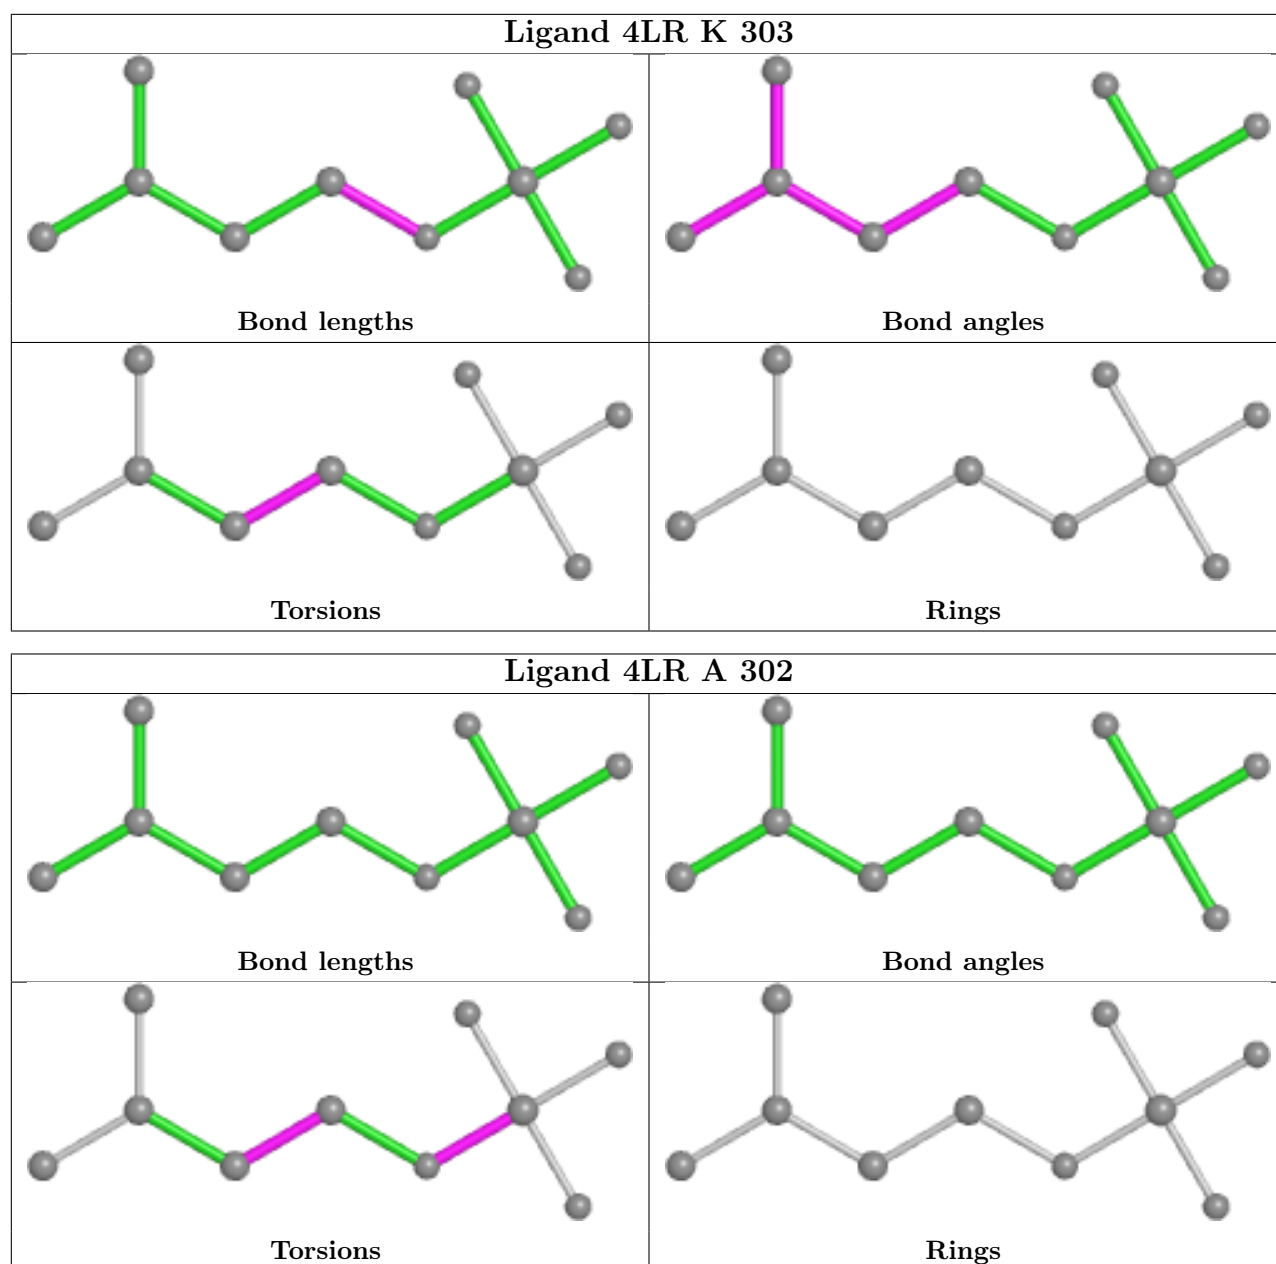 Ligand 4LR K 303
Bond lengths
Bond angles
Torsions
Rings
Ligand 4LR A 302
Bond lengths
Bond angles
Torsions
Rings